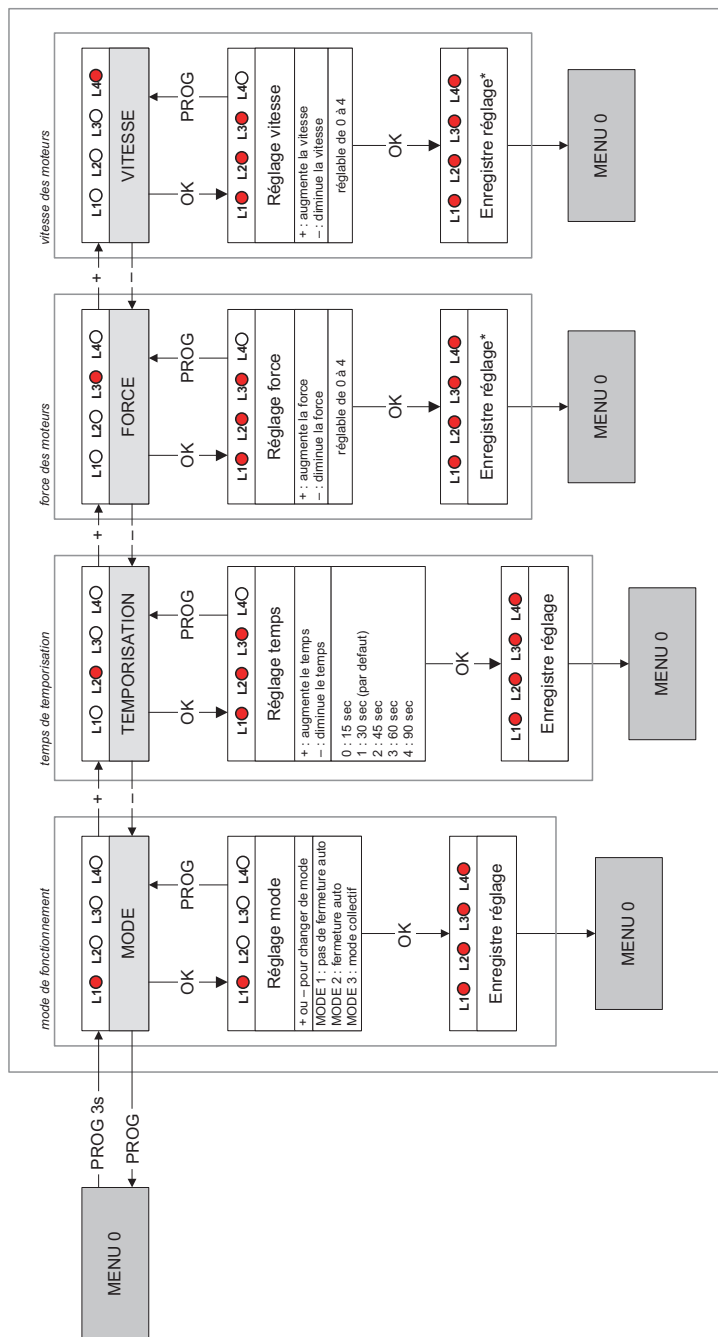 MENU 0
PROG 3s
PROG
mode de fonctionnement
L1 L2 L3 L4
MODE
OK
PROG
L1 L2 L3 L4
Réglage mode
+ ou – pour changer de mode
MODE 1 : pas de fermeture auto
MODE 2 : fermeture auto
MODE 3 : mode collectif
OK
L1 L2 L3 L4
Enregistre réglage
MENU 0
+
–
temps de temporisation
L1 L2 L3 L4
TEMPORISATION
OK
PROG
L1 L2 L3 L4
Réglage temps
+ : augmente le temps
– : diminue le temps
0 : 15 sec
1 : 30 sec (par defaut)
2 : 45 sec
3 : 60 sec
4 : 90 sec
OK
L1 L2 L3 L4
Enregistre réglage
MENU 0
+
–
force des moteurs
L1 L2 L3 L4
FORCE
OK
PROG
L1 L2 L3 L4
Réglage force
+ : augmente la force
– : diminue la force
réglable de 0 à 4
OK
L1 L2 L3 L4
Enregistre réglage*
MENU 0
+
–
vitesse des moteurs
L1 L2 L3 L4
VITESSE
OK
PROG
L1 L2 L3 L4
Réglage vitesse
+ : augmente la vitesse
– : diminue la vitesse
réglable de 0 à 4
OK
L1 L2 L3 L4
Enregistre réglage*
MENU 0